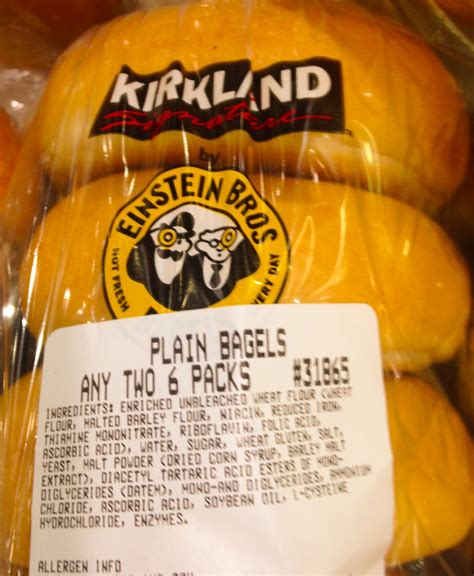 KIRKLAND
Signature
by
EINSTEIN BROS
HOT FRESH
EVERY DAY
PLAIN BAGELS
ANY TWO 6 PACKS #31865
INGREDIENTS: ENRICHED UNBLEACHED WHEAT FLOUR (WHEAT
FLOUR, MALTED BARLEY FLOUR, NIACIN, REDUCED IRON,
THIAMINE MONONITRATE, RIBOFLAVIN, FOLIC ACID,
ASCORBIC ACID), WATER, SUGAR, WHEAT GLUTEN, SALT,
YEAST, MALT POWDER (DRIED CORN SYRUP, BARLEY MALT
EXTRACT), DIACETYL TARTARIC ACID ESTERS OF MONO-
DIGLYCERIDES (DATEM), MONO-AND DIGLYCERIDES, AMMONIUM
CHLORIDE, ASCORBIC ACID, SOYBEAN OIL, L-CYSTEINE
HYDROCHLORIDE, ENZYMES.
ALLERGEN INFO